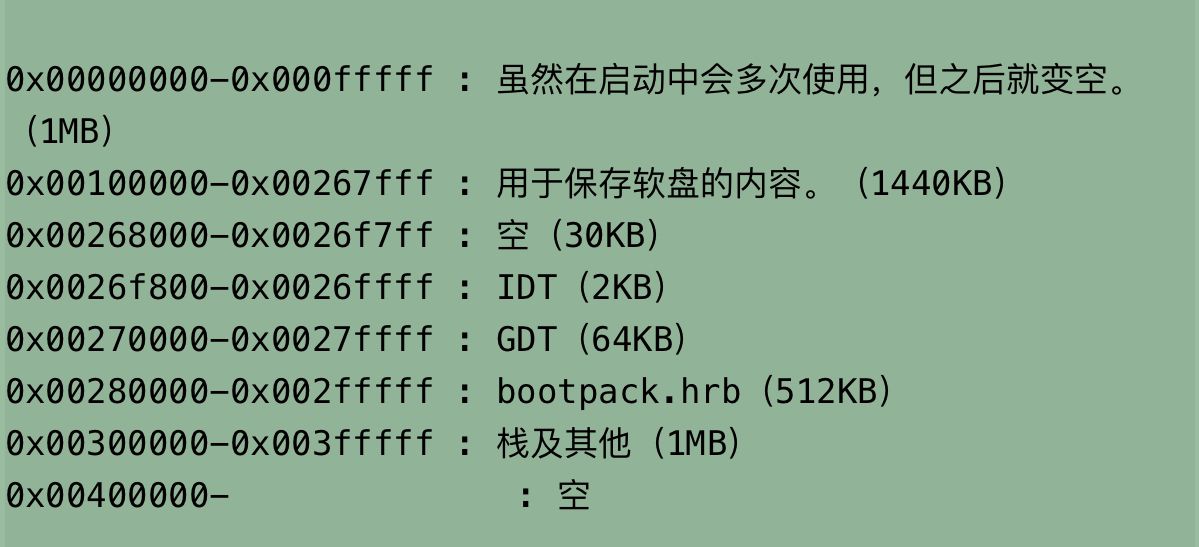 0x00000000-0x000fffff : 虽然在启动中会多次使用，但之后就变空。
（1MB）
0x00100000-0x00267fff : 用于保存软盘的内容。（1440KB）
0x00268000-0x0026f7ff : 空（30KB）
0x0026f800-0x0026ffff : IDT（2KB）
0x00270000-0x0027ffff : GDT（64KB）
0x00280000-0x002fffff : bootpack.hrb（512KB）
0x00300000-0x003fffff : 栈及其他（1MB）
0x00400000-              : 空